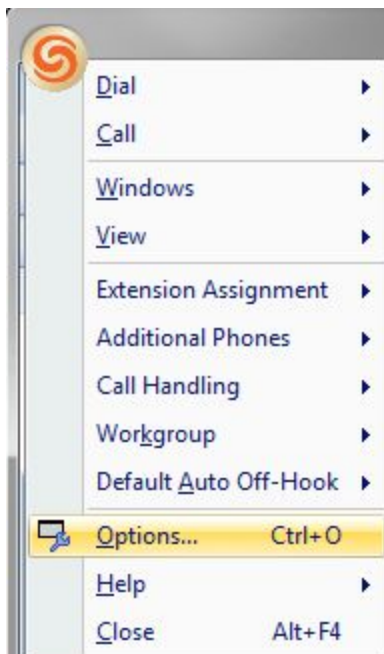 Dial
Call
Windows
View
Extension Assignment
Additional Phones
Call Handling
Workgroup
Default Auto Off-Hook
Options... Ctrl+O
Help
Close Alt+F4